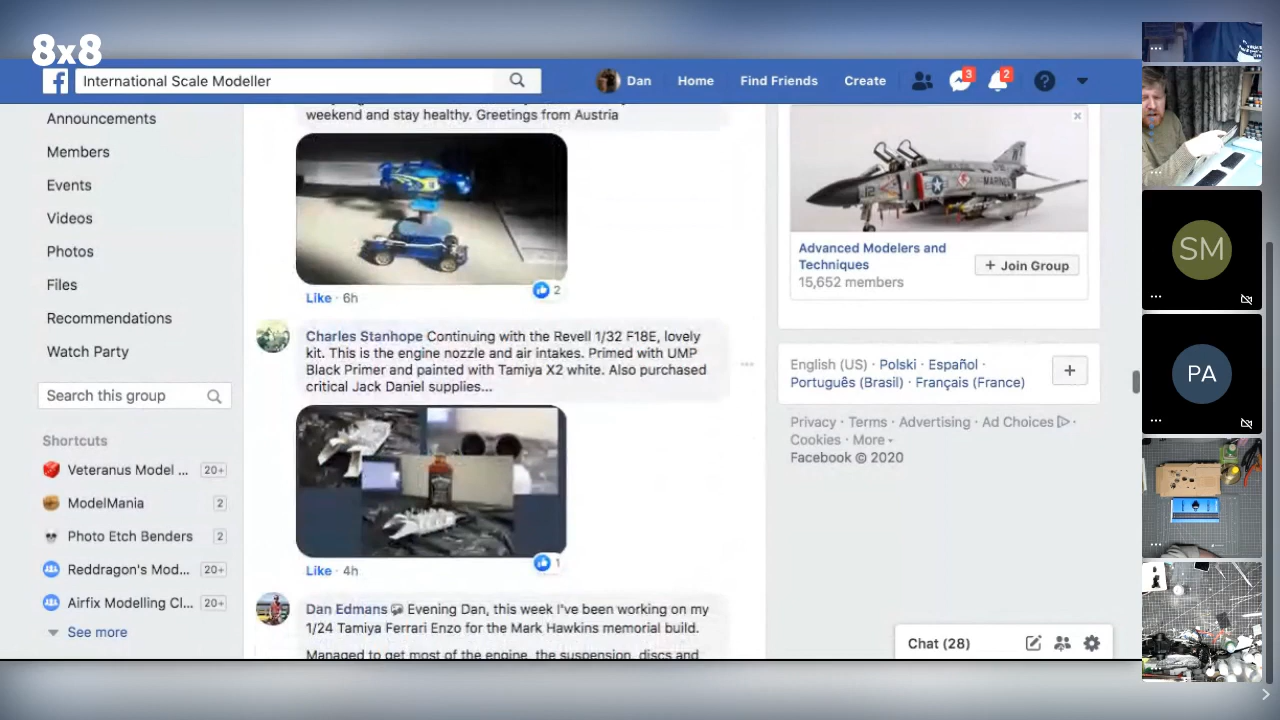 8x8
International Scale Modeller
Dan
Home
Find Friends
Create
3
2
Announcements
Members
Events
Videos
Photos
Files
Recommendations
Watch Party
Search this group
Shortcuts
Veteranus Model ... 20+
ModelMania 2
Photo Etch Benders 2
Reddragon's Mod... 20+
Airfix Modelling Cl... 20+
See more
weekend and stay healthy. Greetings from Austria
2
Like · 6h
Charles Stanhope Continuing with the Revell 1/32 F18E, lovely
kit. This is the engine nozzle and air intakes. Primed with UMP
Black Primer and painted with Tamiya X2 white. Also purchased
critical Jack Daniel supplies...
1
Like · 4h
Dan Edmans Evening Dan, this week I've been working on my
1/24 Tamiya Ferrari Enzo for the Mark Hawkins memorial build.
Managed to get most of the engine, the suspension, discs and
12
MARINES
Advanced Modelers and
Techniques
15,652 members
+ Join Group
English (US) · Polski · Español ·
Português (Brasil) · Français (France)
+
Privacy · Terms · Advertising · Ad Choices ·
Cookies · More
Facebook © 2020
Chat (28)
SM
PA